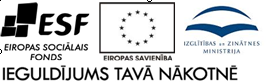 ESF
EIROPAS SOCIĀLAIS
FONDS
EIROPAS SAVIENĪBA
IZGLĪTĪBAS un ZINĀTNES
MINISTRIJA
IEGULDĪJUMS TAVĀ NĀKOTNĒ